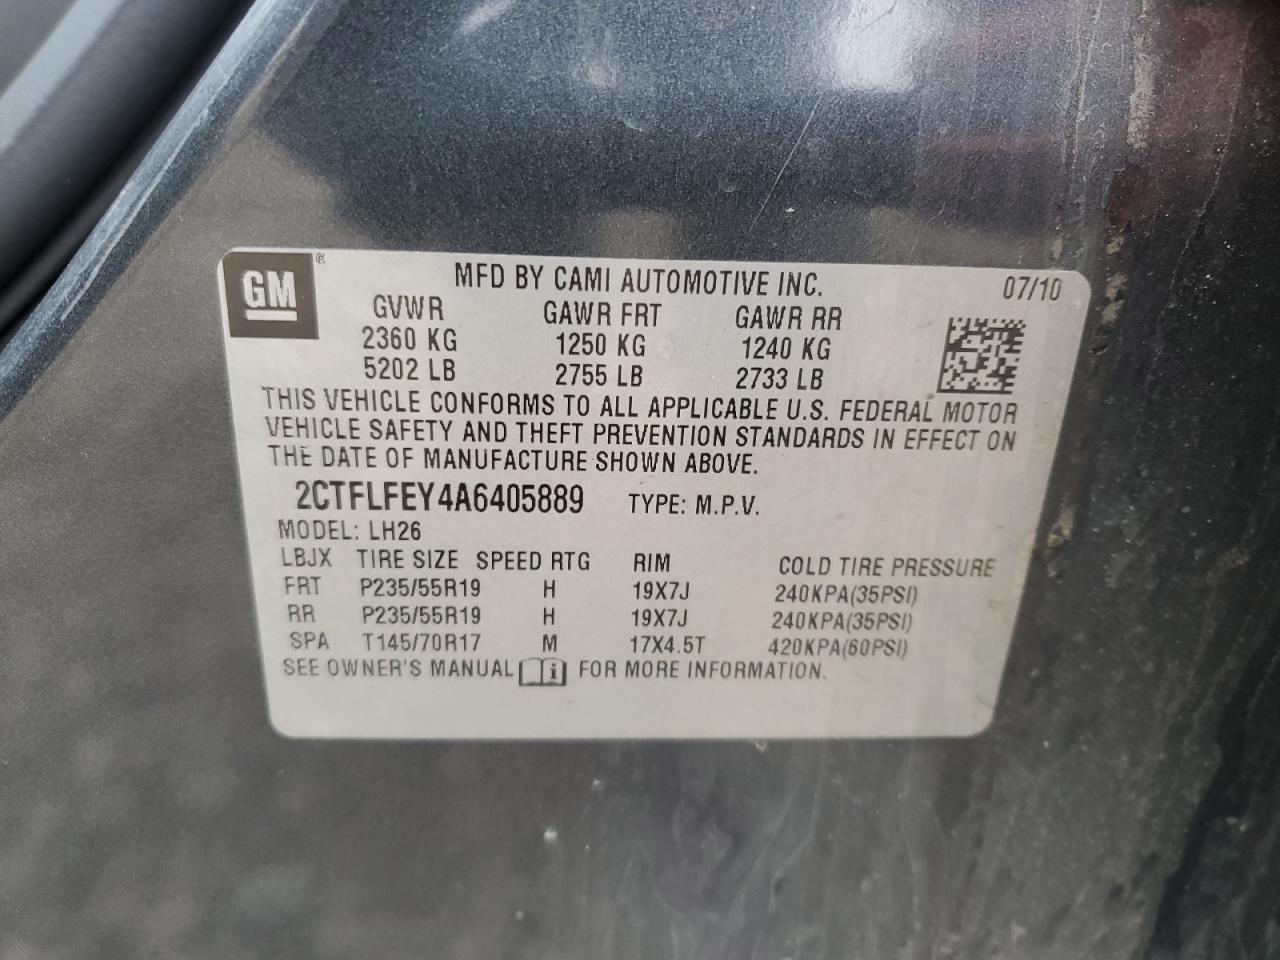 GM® MFD BY CAMI AUTOMOTIVE INC. 07/10
GVWR GAWR FRT GAWR RR
2360 KG 1250 KG 1240 KG
5202 LB 2755 LB 2733 LB
THIS VEHICLE CONFORMS TO ALL APPLICABLE U.S. FEDERAL MOTOR
VEHICLE SAFETY AND THEFT PREVENTION STANDARDS IN EFFECT ON
THE DATE OF MANUFACTURE SHOWN ABOVE.
2CTFLFEY4A6405889 TYPE: M.P.V.
MODEL: LH26
LBJX TIRE SIZE SPEED RTG RIM COLD TIRE PRESSURE
FRT P235/55R19 H 19X7J 240KPA(35PSI)
RR P235/55R19 H 19X7J 240KPA(35PSI)
SPA T145/70R17 M 17X4.5T 420KPA(60PSI)
SEE OWNER'S MANUAL i FOR MORE INFORMATION.